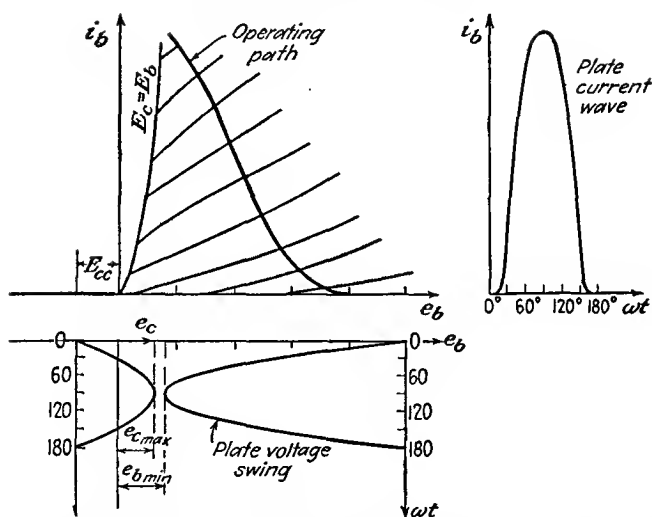 i_b
Operating
path
E_c=E_b
E_cc
e_b
i_b
Plate
current
wave
0° 60° 120° 180° ωt
e_c
0
60
120
180
e_c max
e_b min
Plate voltage
swing
0 e_b
60
120
180
ωt